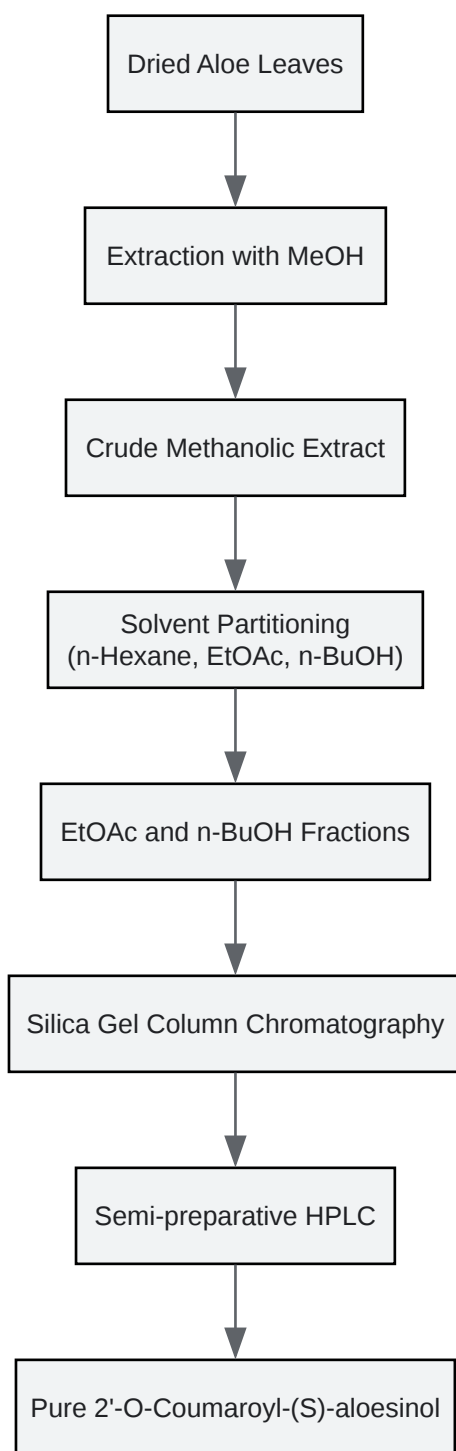 Dried Aloe Leaves
Extraction with MeOH
Crude Methanolic Extract
Solvent Partitioning
(n-Hexane, EtOAc, n-BuOH)
EtOAc and n-BuOH Fractions
Silica Gel Column Chromatography
Semi-preparative HPLC
Pure 2'-O-Coumaroyl-(S)-aloesinol